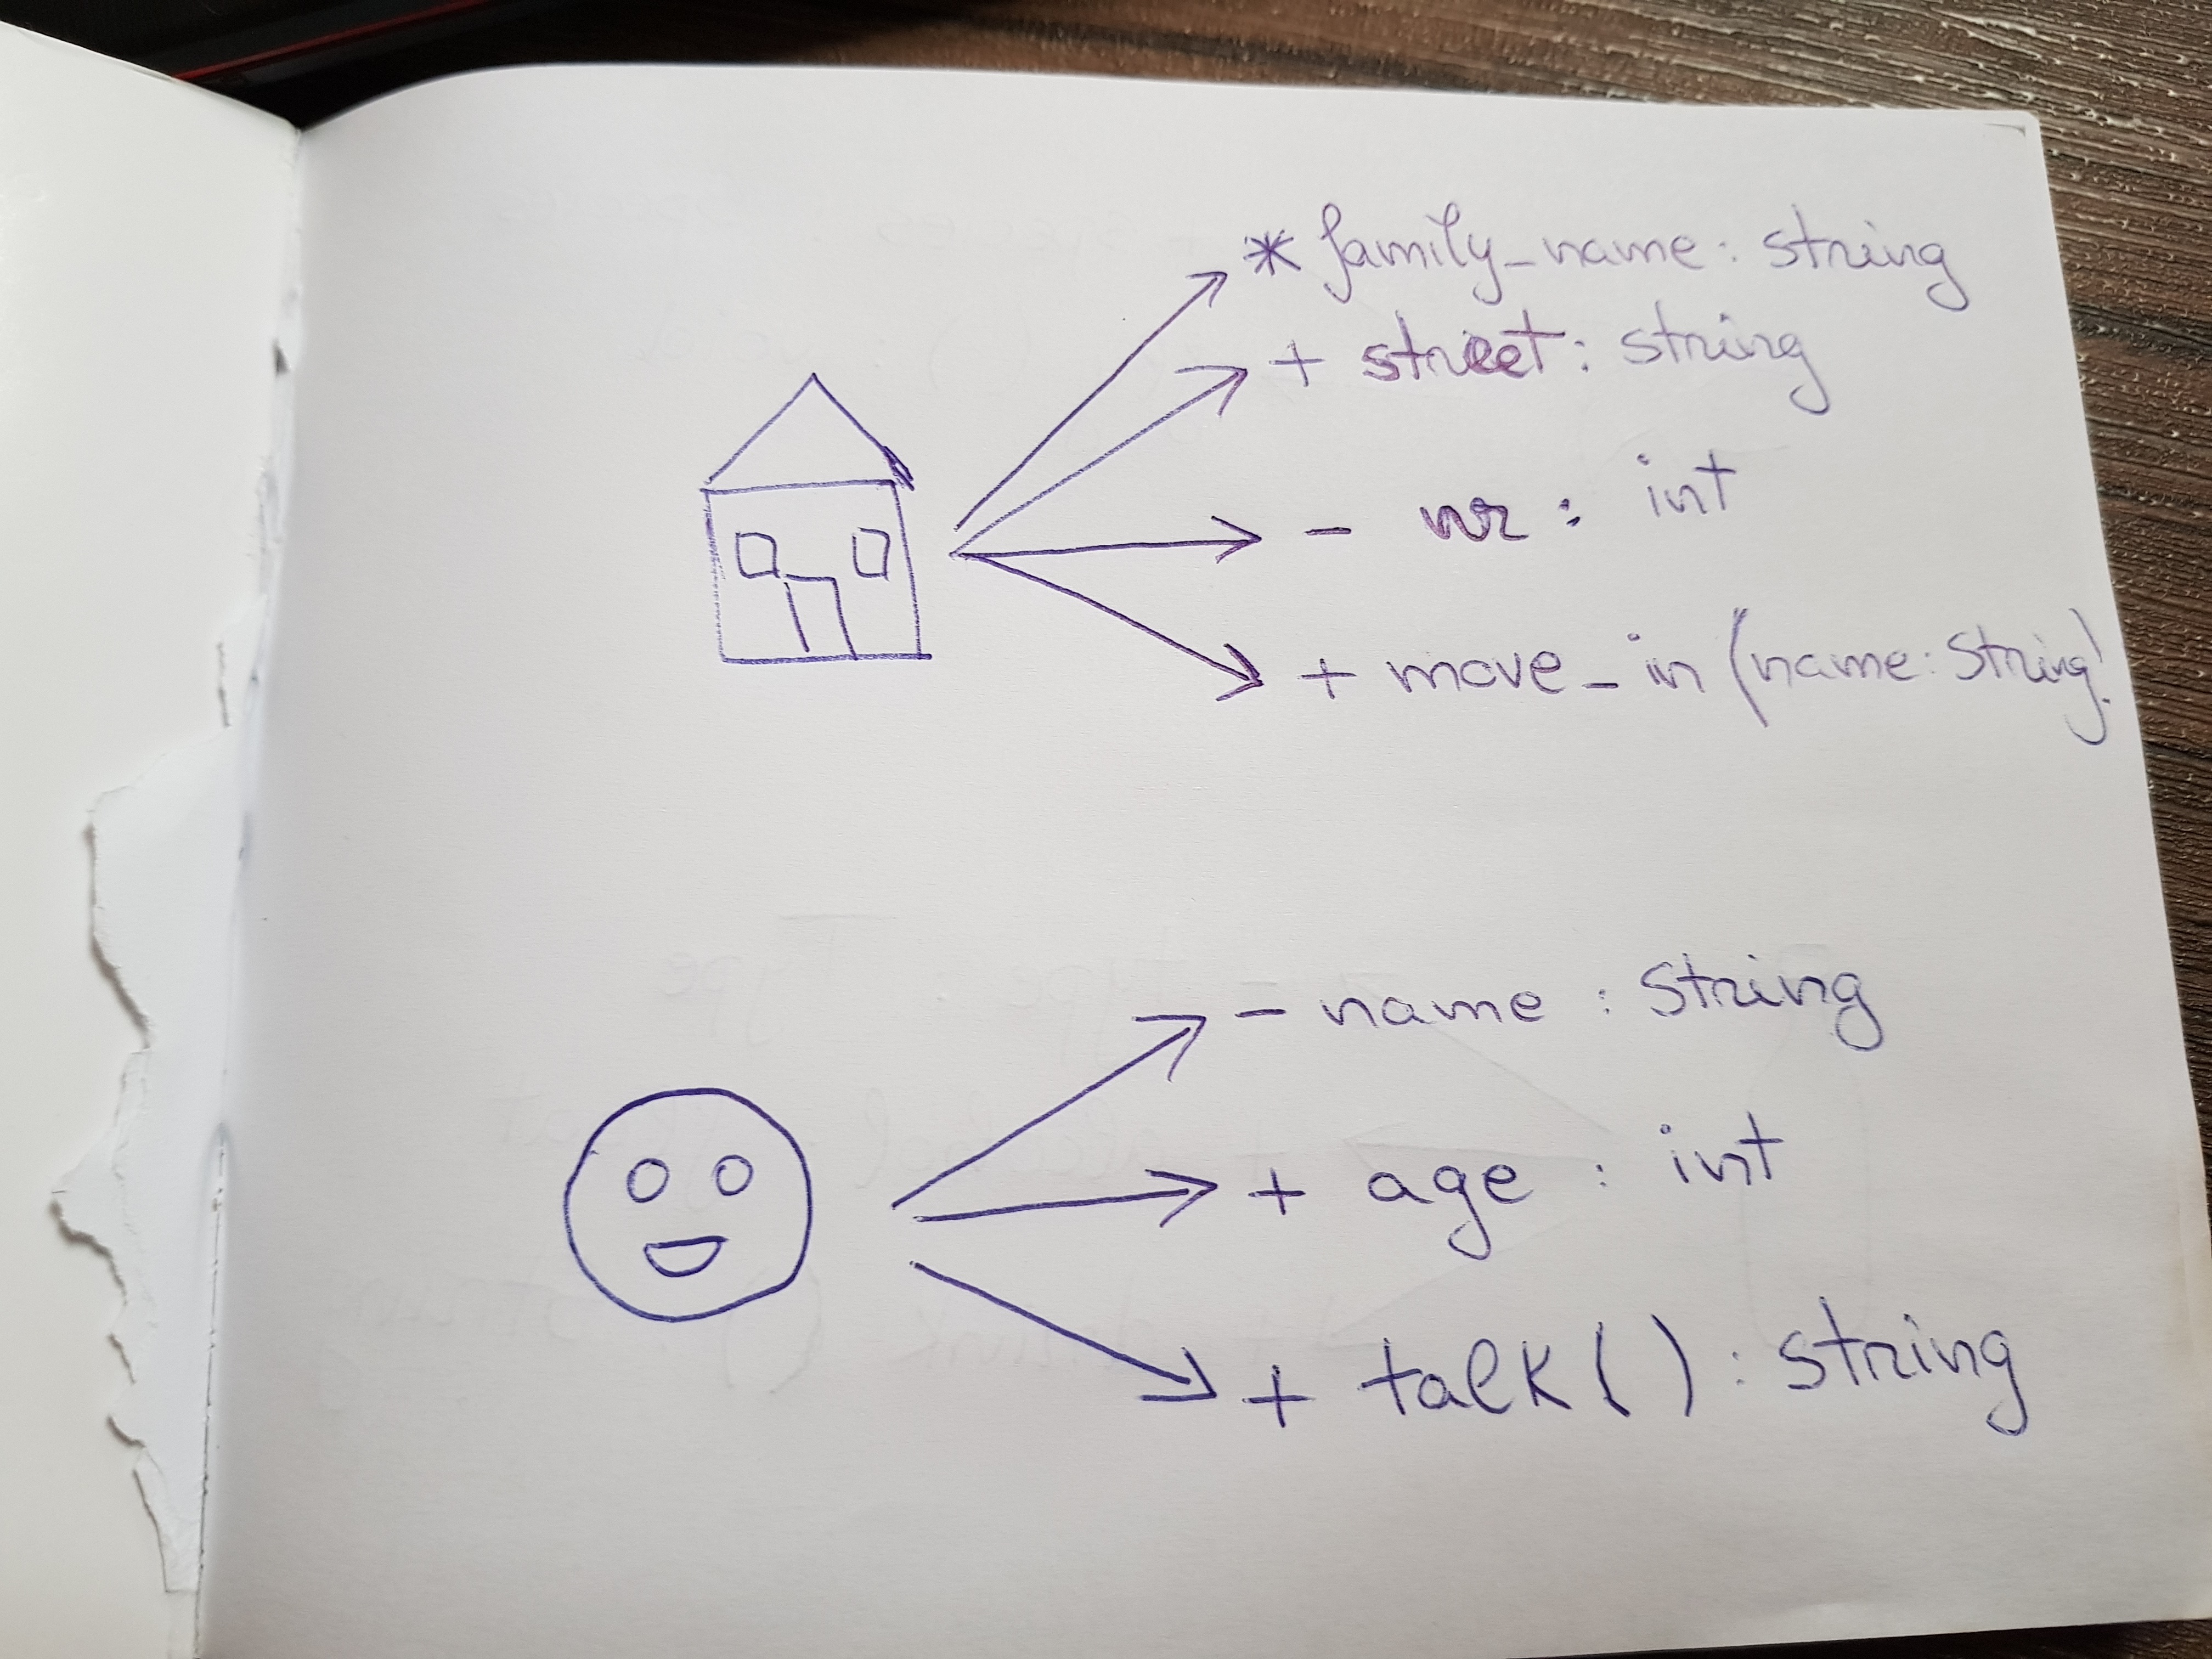 * family_name: string
+ street: string
- nr: int
+ move_in (name: String)
- name: String
+ age: int
+ talk(): string